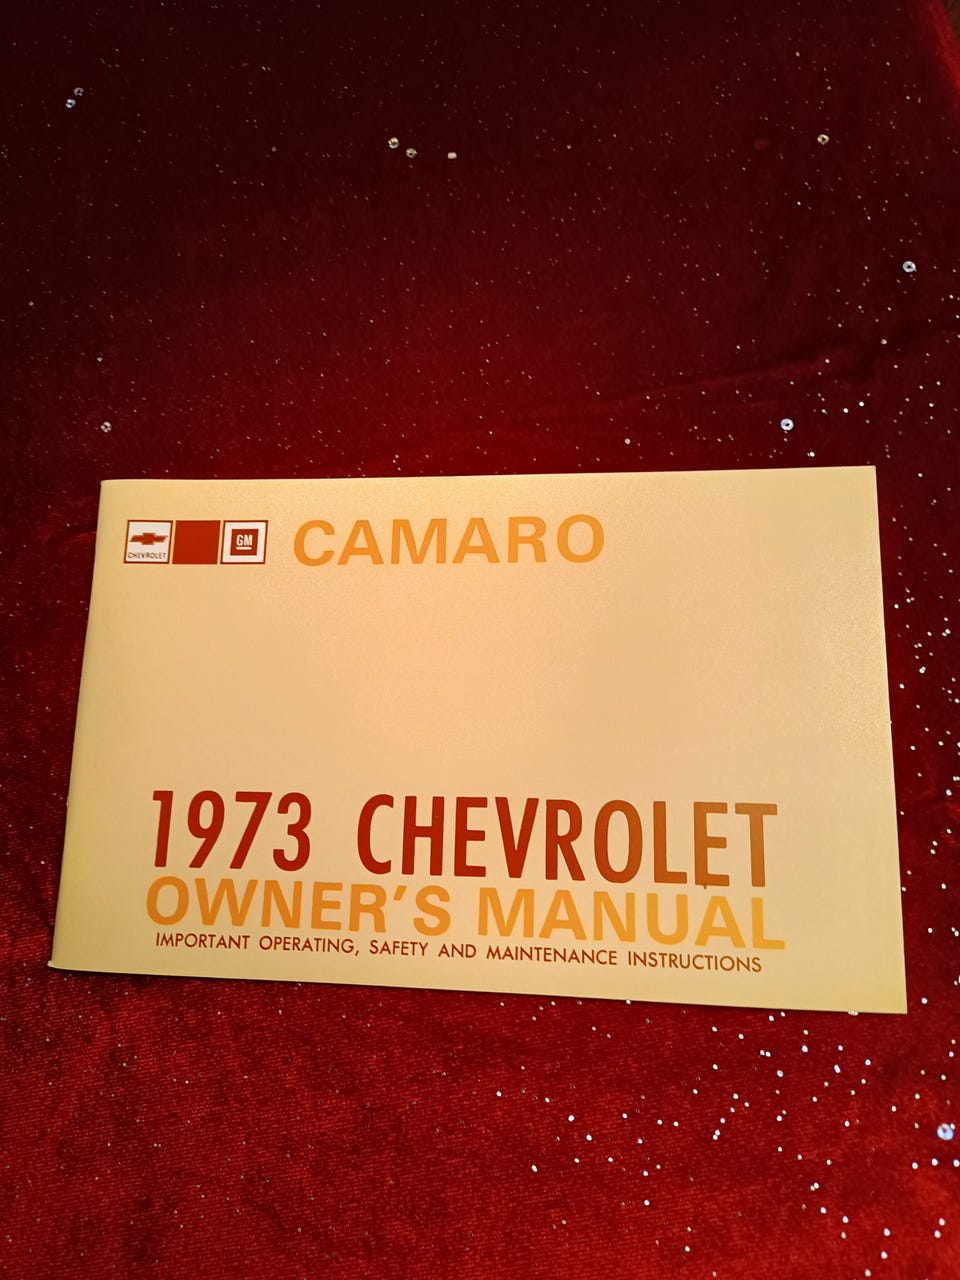 CHEVROLET
GM
CAMARO
1973 CHEVROLET
OWNER'S MANUAL
IMPORTANT OPERATING, SAFETY AND MAINTENANCE INSTRUCTIONS